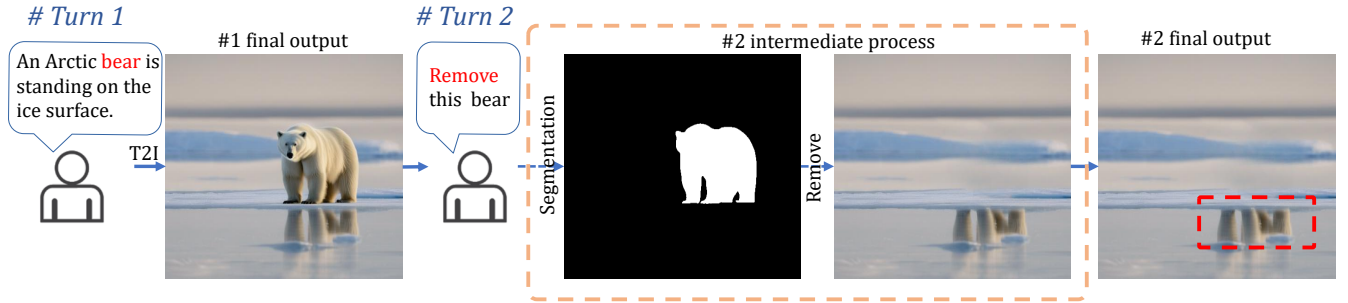 # Turn 1
An Arctic bear is
standing on the
ice surface.
T2I
#1 final output
# Turn 2
Remove
this bear
#2 intermediate process
Segmentation
Remove
#2 final output